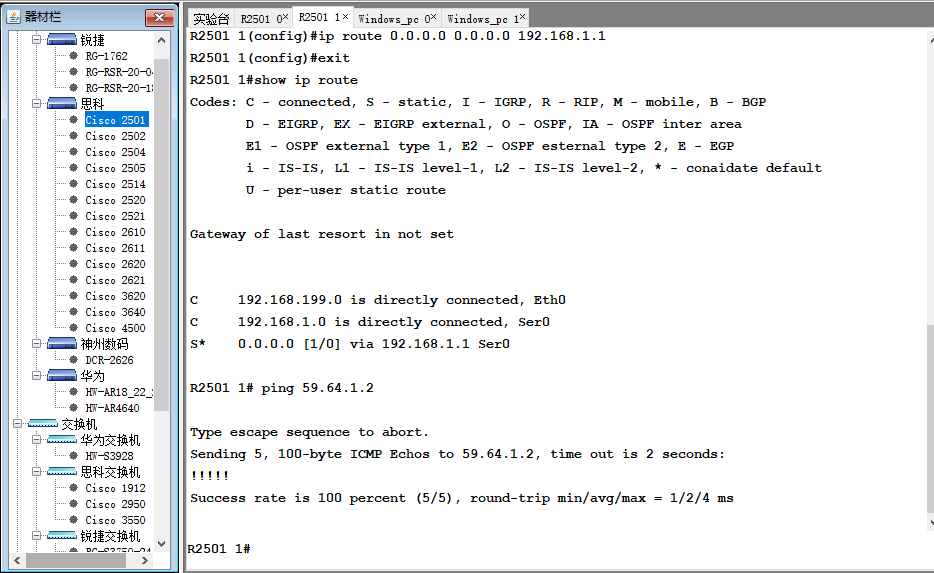 器材栏
锐捷
RG-1762
RG-RSR-20-0
RG-RSR-20-18
思科
Cisco 2501
Cisco 2502
Cisco 2504
Cisco 2505
Cisco 2514
Cisco 2520
Cisco 2521
Cisco 2610
Cisco 2611
Cisco 2620
Cisco 2621
Cisco 3620
Cisco 3640
Cisco 4500
神州数码
DCR-2626
华为
HW-AR18_22_
HW-AR4640
交换机
华为交换机
HW-S3928
思科交换机
Cisco 1912
Cisco 2950
Cisco 3550
锐捷交换机
RG-S3750-24
实验台 R2501 0× R2501 1× Windows_pc 0× Windows_pc 1×
R2501 1(config)#ip route 0.0.0.0 0.0.0.0 192.168.1.1
R2501 1(config)#exit
R2501 1#show ip route
Codes: C - connected, S - static, I - IGRP, R - RIP, M - mobile, B - BGP
D - EIGRP, EX - EIGRP external, O - OSPF, IA - OSPF inter area
E1 - OSPF external type 1, E2 - OSPF esternal type 2, E - EGP
i - IS-IS, L1 - IS-IS level-1, L2 - IS-IS level-2, * - conaidate default
U - per-user static route
Gateway of last resort in not set
C 192.168.199.0 is directly connected, Eth0
C 192.168.1.0 is directly connected, Ser0
S* 0.0.0.0 [1/0] via 192.168.1.1 Ser0
R2501 1# ping 59.64.1.2
Type escape sequence to abort.
Sending 5, 100-byte ICMP Echos to 59.64.1.2, time out is 2 seconds:
!!!!!
Success rate is 100 percent (5/5), round-trip min/avg/max = 1/2/4 ms
R2501 1#